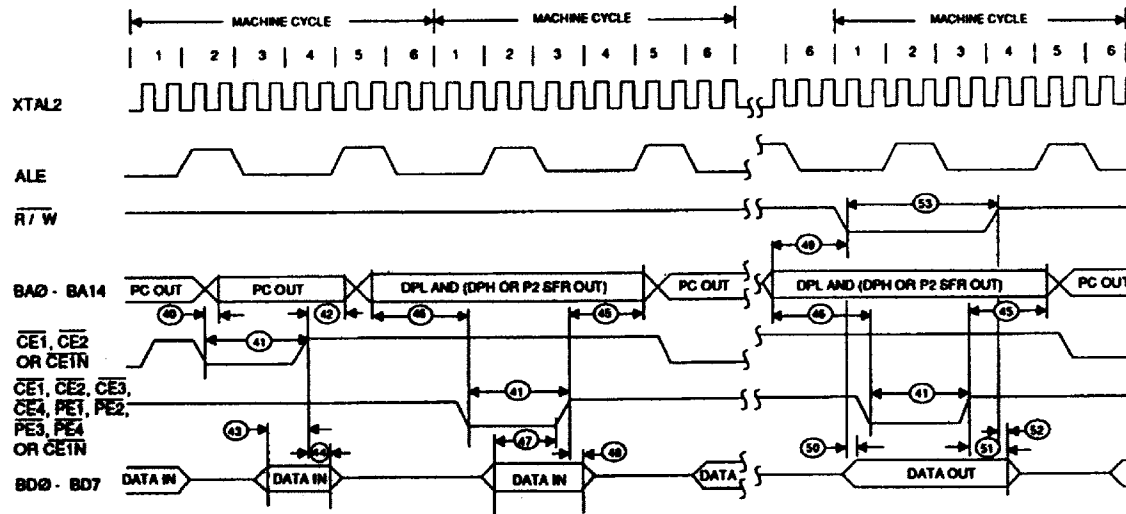 MACHINE CYCLE MACHINE CYCLE MACHINE CYCLE
1 2 3 4 5 6 1 2 3 4 5 6 6 1 2 3 4 5 6
XTAL2
ALE
R / W 53
49
BAØ - BA14 PC OUT PC OUT DPL AND (DPH OR P2 SFR OUT) PC OUT DPL AND (DPH OR P2 SFR OUT) PC OUT
40 42 46 45 46 45
CE1, CE2 41
OR CE1N
CE1, CE2, CE3, 41 41
CE4, PE1, PE2,
PE3, PE4 43 47 52
OR CE1N 44 48 50 51
BDØ - BD7 DATA IN DATA IN DATA IN DATA DATA OUT